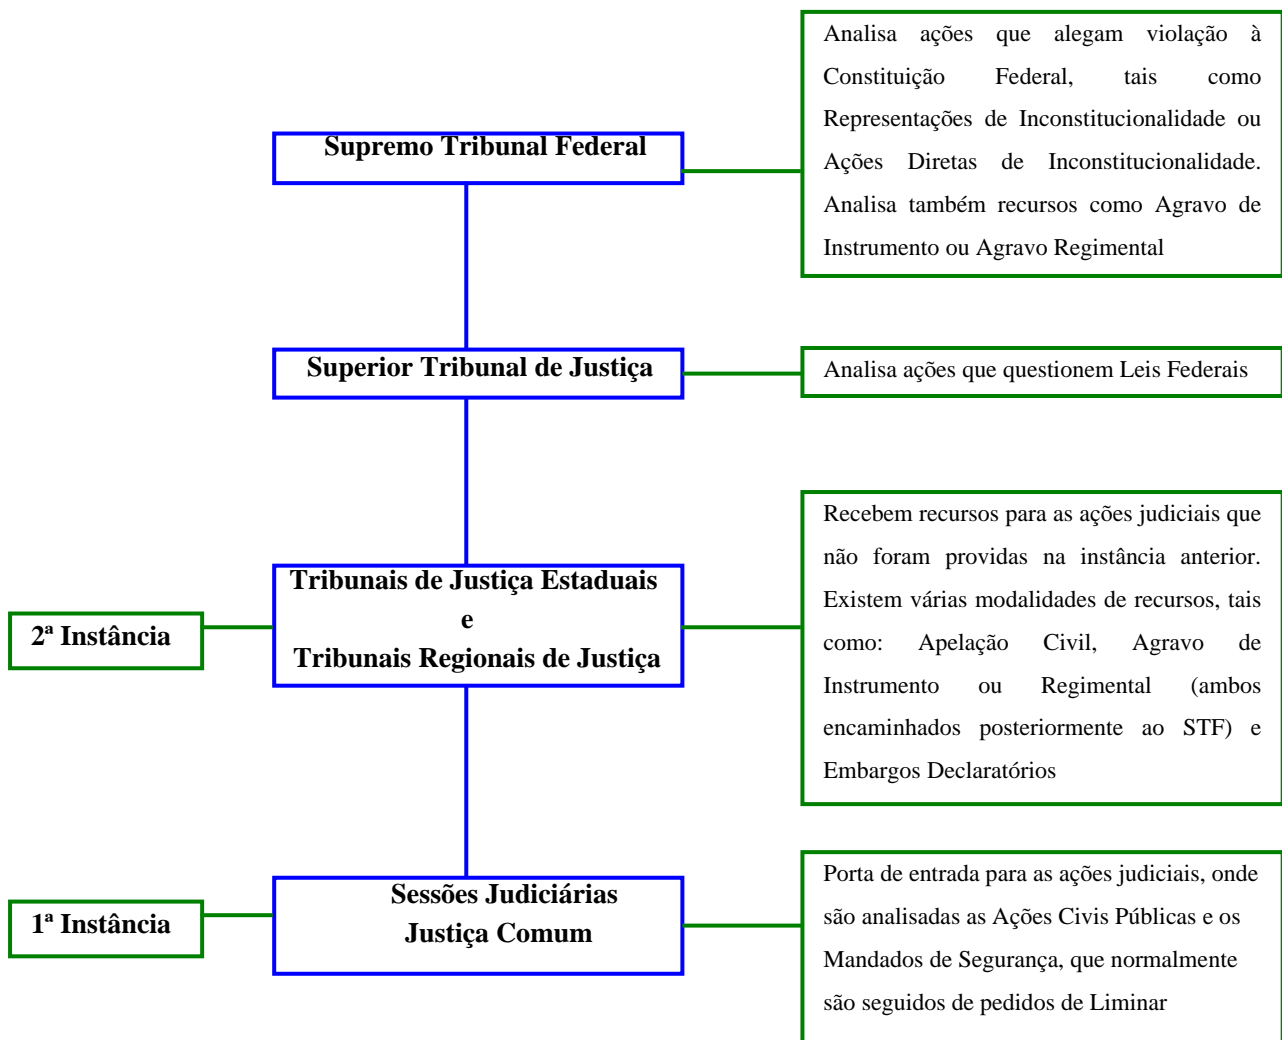 Analisa ações que alegam violação à
Constituição Federal, tais como
Representações de Inconstitucionalidade ou
Ações Diretas de Inconstitucionalidade.
Analisa também recursos como Agravo de
Instrumento ou Agravo Regimental
Supremo Tribunal Federal
Superior Tribunal de Justiça
Analisa ações que questionem Leis Federais
Recebem recursos para as ações judiciais que
não foram providas na instância anterior.
Existem várias modalidades de recursos, tais
como: Apelação Civil, Agravo de
Instrumento ou Regimental (ambos
encaminhados posteriormente ao STF) e
Embargos Declaratórios
2ª Instância
Tribunais de Justiça Estaduais
e
Tribunais Regionais de Justiça
1ª Instância
Sessões Judiciárias
Justiça Comum
Porta de entrada para as ações judiciais, onde
são analisadas as Ações Civis Públicas e os
Mandados de Segurança, que normalmente
são seguidos de pedidos de Liminar